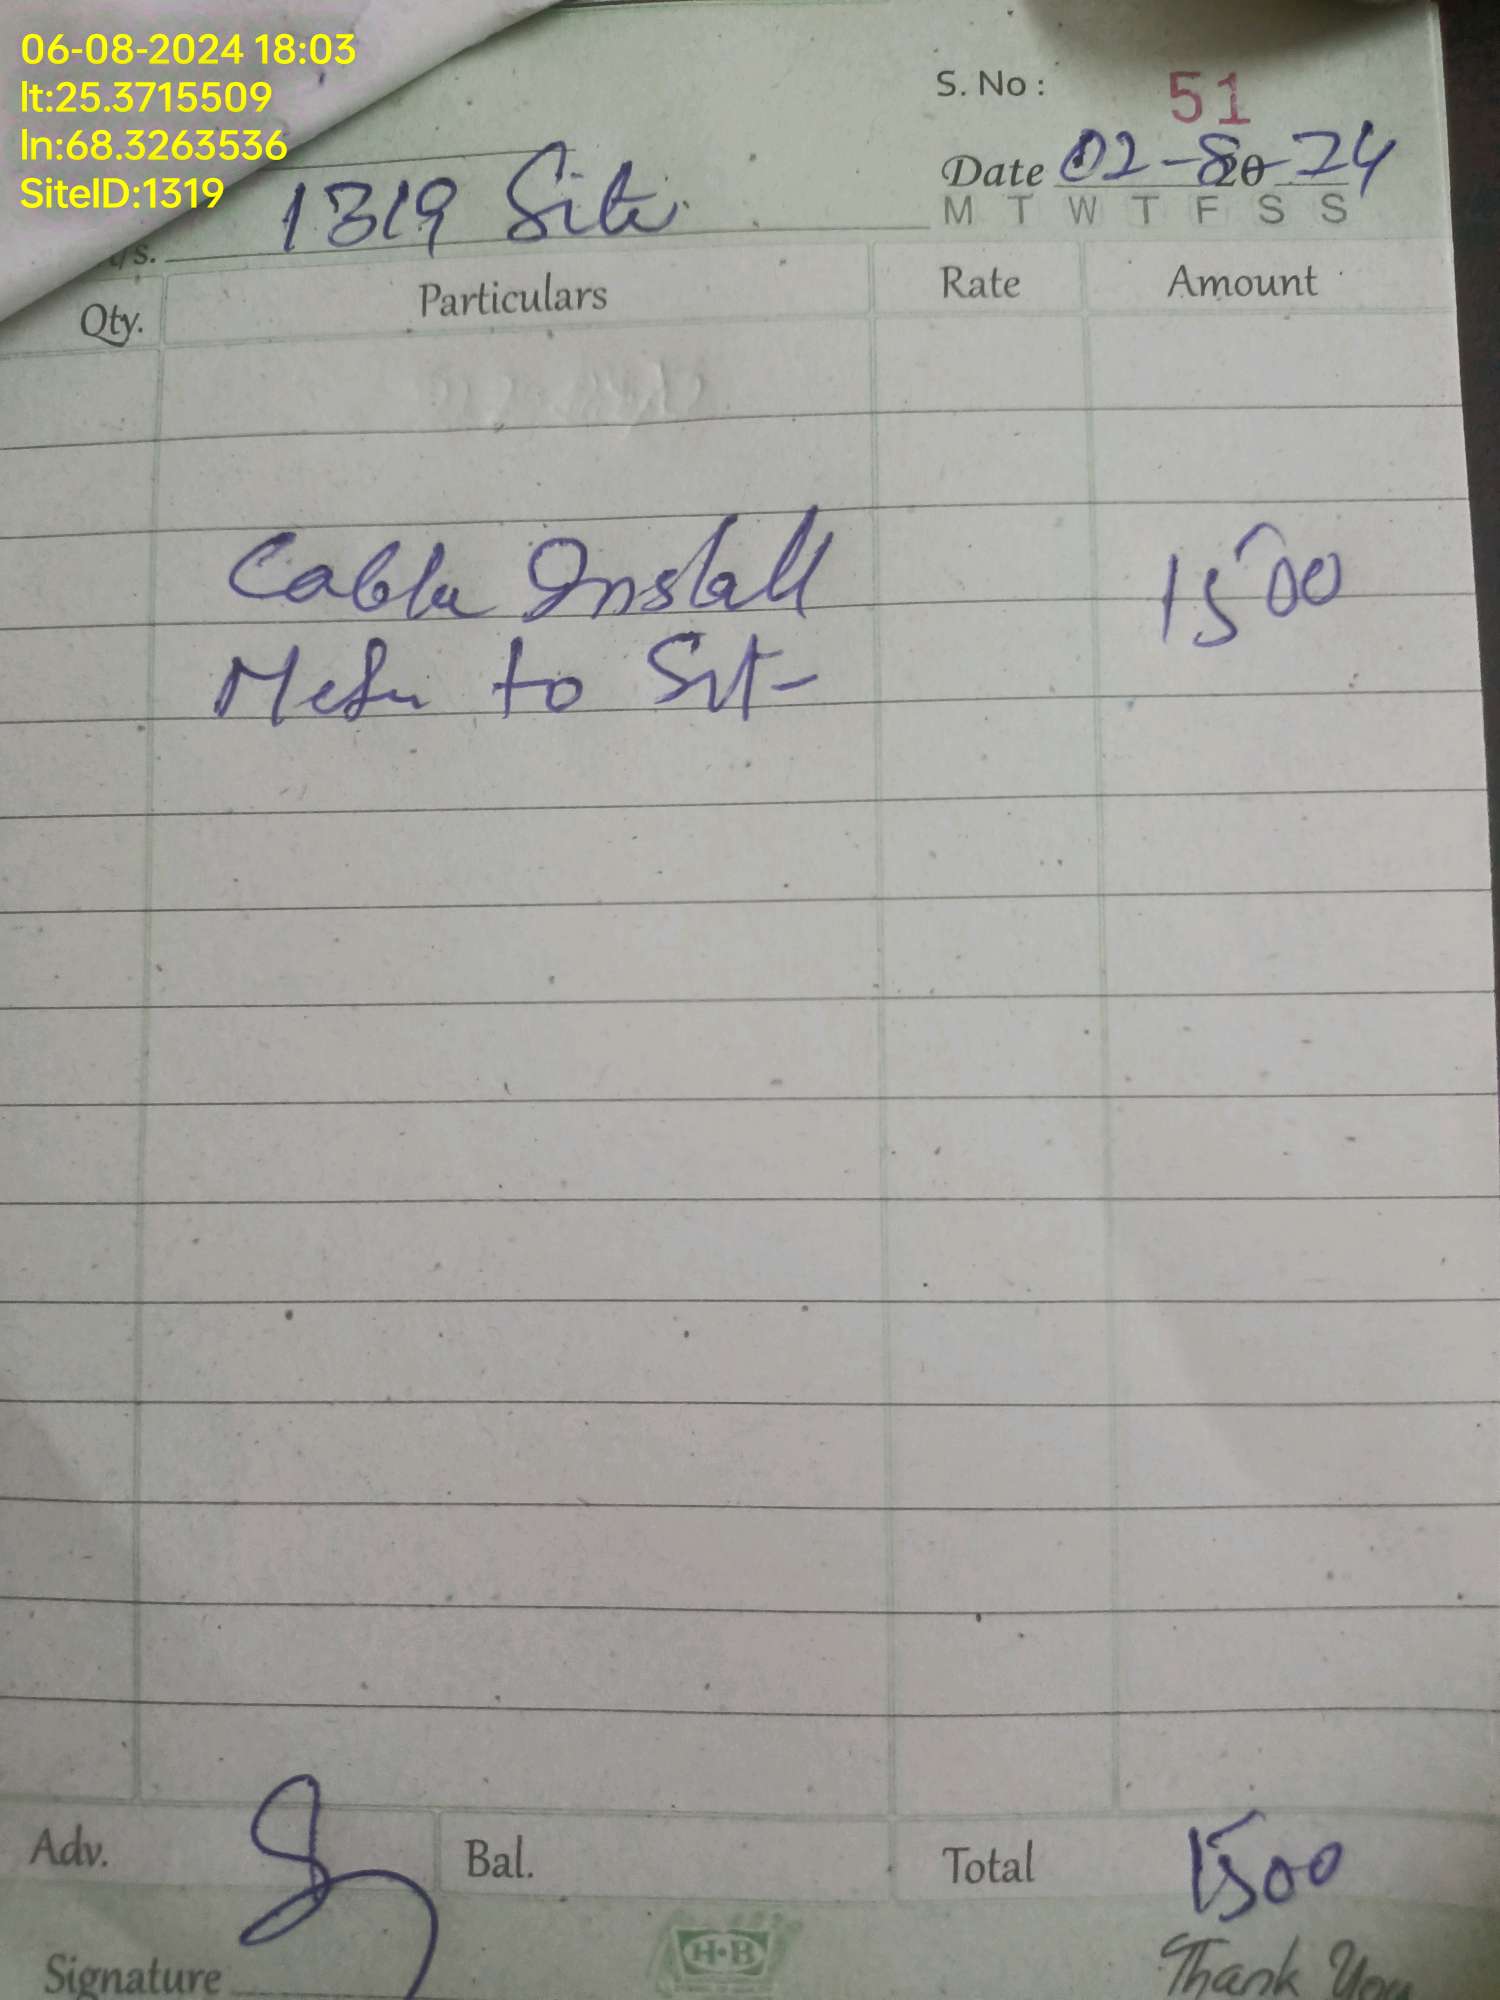 06-08-2024 18:03
lt:25.3715509
ln:68.3263536
SiteID:1319
S. No : 51
Date 02-8-24
20
M T W T F S S
/s. 1319 Site
Qty. Particulars Rate Amount
Cable Install 1500
to Sit-
Adv. Bal. Total 1500
Signature
H·B
Thank You